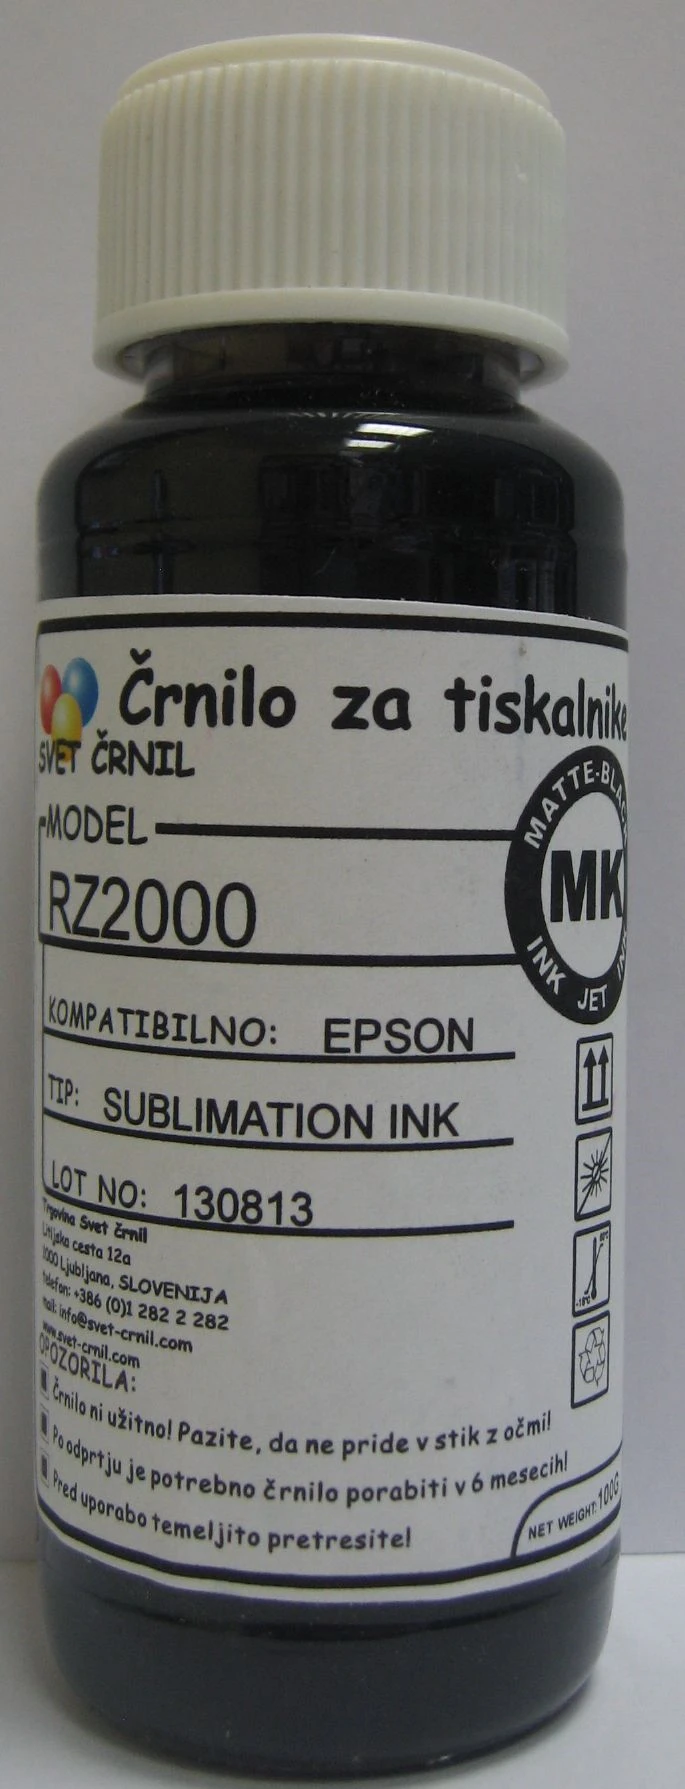 Črnilo za tiskalnike
SVET ČRNIL
MODEL
RZ2000
MATTE-BLACK
MK
INK JET INK
KOMPATIBILNO: EPSON
TIP: SUBLIMATION INK
LOT NO: 130813
Trgovina Svet črnil
Litijska cesta 12a
1000 Ljubljana, SLOVENIJA
telefon: +386 (0)1 282 2 282
mail: info@svet-crnil.com
www.svet-crnil.com
OPOZORILA:
Črnilo ni užitno! Pazite, da ne pride v stik z očmi!
Po odprtju je potrebno črnilo porabiti v 6 mesecih!
Pred uporabo temeljito pretresite!
NET WEIGHT: 100G